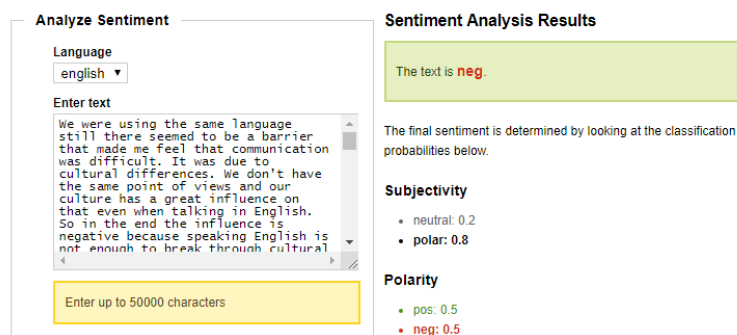 Analyze Sentiment
Language
english
Enter text
We were using the same language
still there seemed to be a barrier
that made me feel that communication
was difficult. It was due to
cultural differences. We don't have
the same point of views and our
culture has a great influence on
that even when talking in English.
So in the end the influence is
negative because speaking English is
not enough to break through cultural
Enter up to 50000 characters
Sentiment Analysis Results
The text is neg.
The final sentiment is determined by looking at the classification
probabilities below.
Subjectivity
neutral: 0.2
polar: 0.8
Polarity
pos: 0.5
neg: 0.5